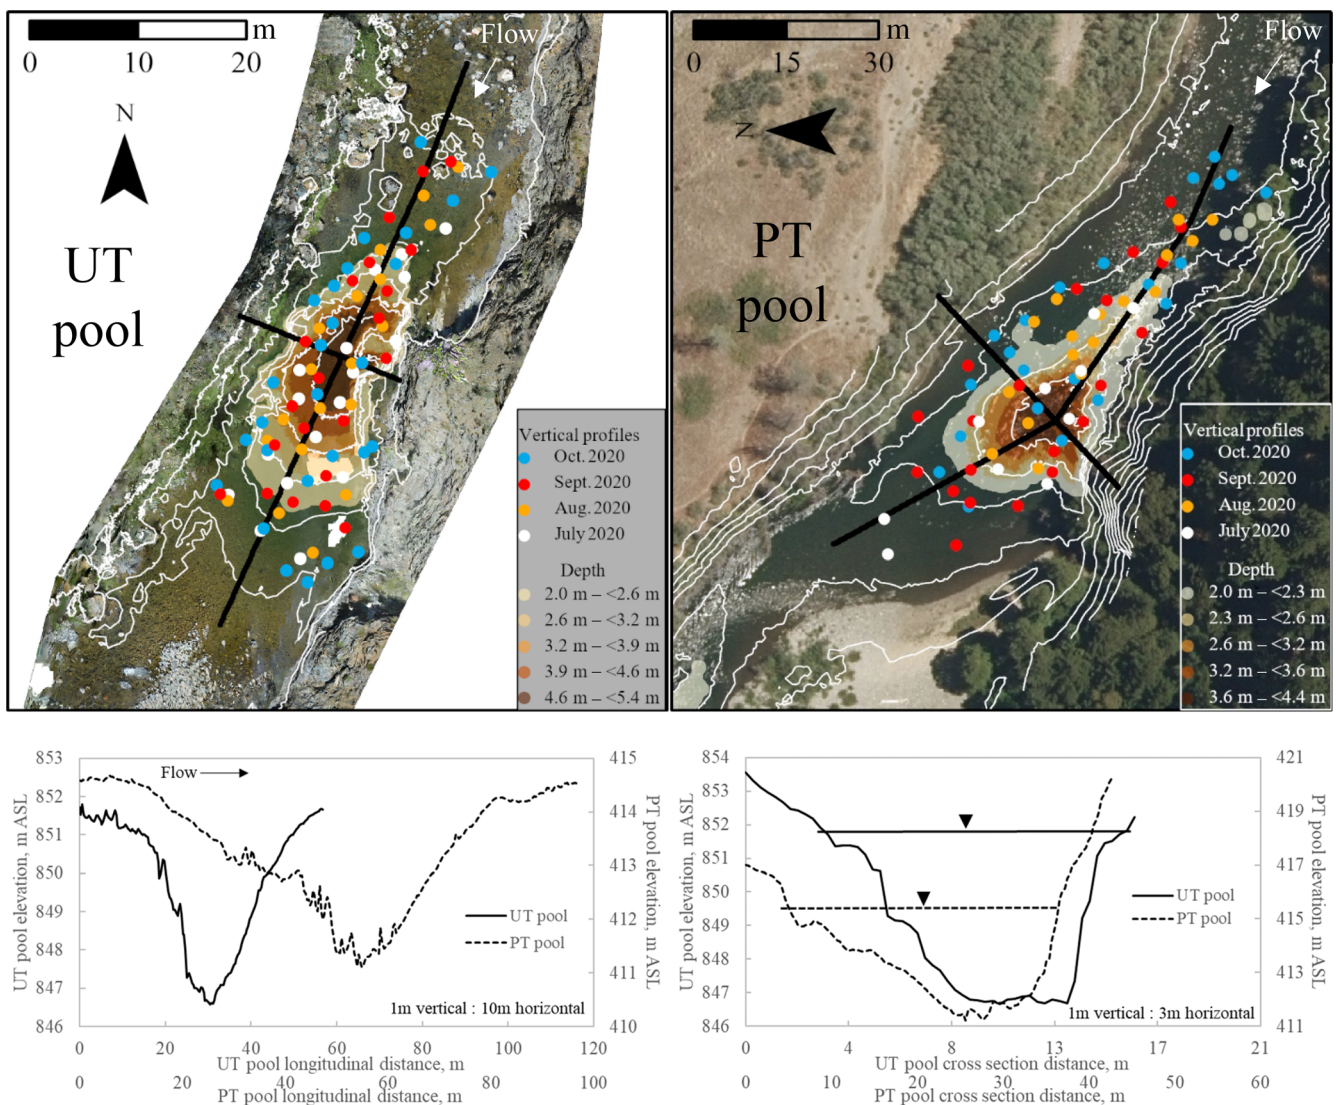 m
0 10 20
Flow
N
UT
pool
Vertical profiles
Oct. 2020
Sept. 2020
Aug. 2020
July 2020
Depth
2.0 m – <2.6 m
2.6 m – <3.2 m
3.2 m – <3.9 m
3.9 m – <4.6 m
4.6 m – <5.4 m
m
0 15 30
Flow
N
PT
pool
Vertical profiles
Oct. 2020
Sept. 2020
Aug. 2020
July 2020
Depth
2.0 m – <2.3 m
2.3 m – <2.6 m
2.6 m – <3.2 m
3.2 m – <3.6 m
3.6 m – <4.4 m
UT pool elevation, m ASL
853
852
851
850
849
848
847
846
Flow
UT pool
PT pool
1m vertical : 10m horizontal
415
414
413
412
411
410
PT pool elevation, m ASL
0 20 40 60 80 100 120
UT pool longitudinal distance, m
0 20 40 60 80 100
PT pool longitudinal distance, m
UT pool elevation, m ASL
854
853
852
851
850
849
848
847
846
UT pool
PT pool
1m vertical : 3m horizontal
421
419
417
415
413
411
PT pool elevation, m ASL
0 4 8 13 17 21
UT pool cross section distance, m
0 10 20 30 40 50 60
PT pool cross section distance, m